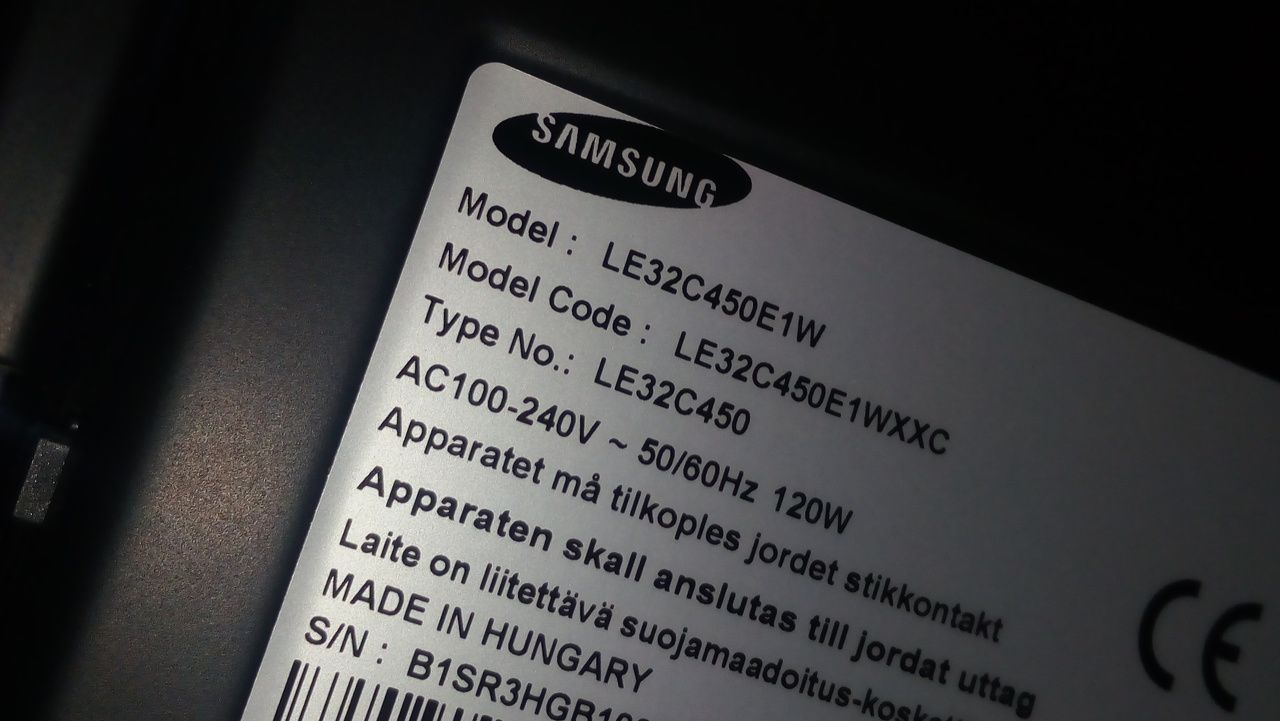 SAMSUNG
Model : LE32C450E1W
Model Code : LE32C450E1WXXC
Type No.: LE32C450
AC100-240V ~ 50/60Hz 120W
Apparatet må tilkoples jordet stikkontakt
Apparaten skall anslutas till jordat uttag
Laite on liitettävä
MADE IN HUNGARY
S/N :
CE